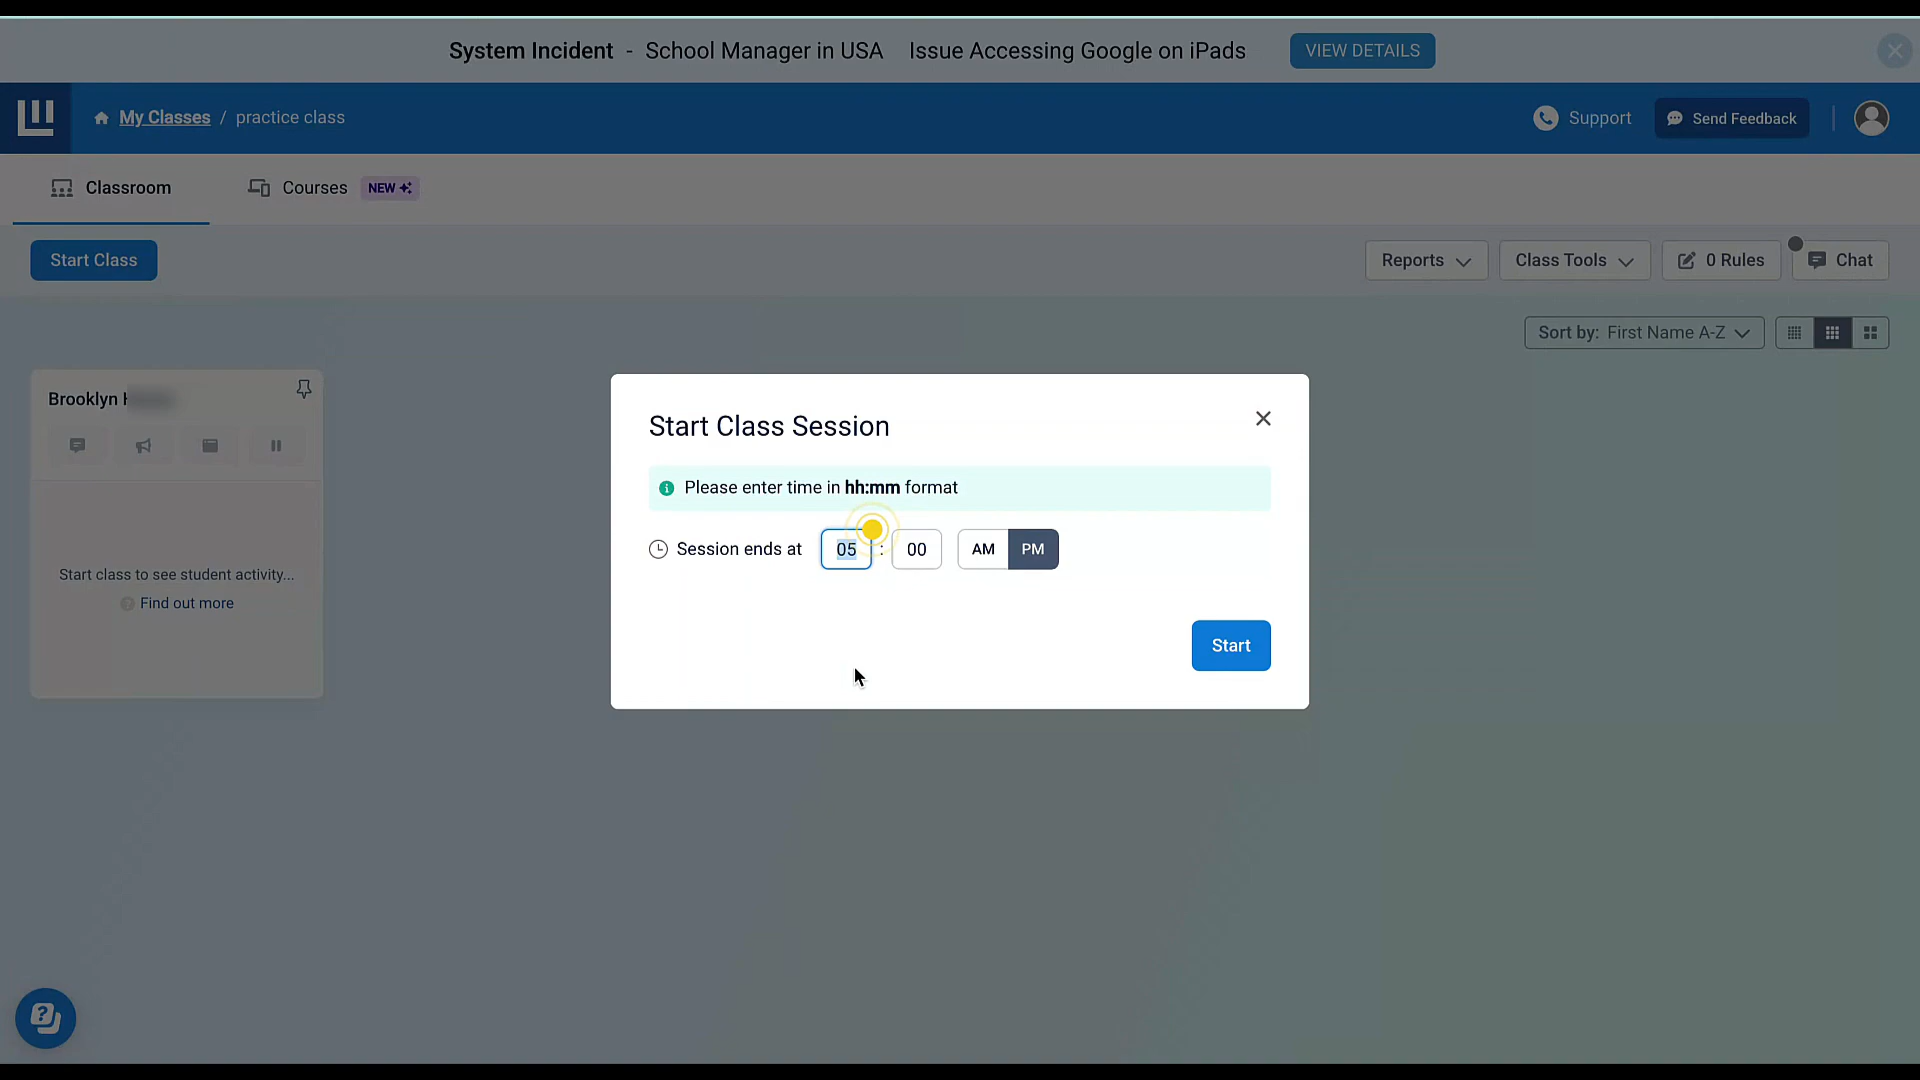 System Incident - School Manager in USA Issue Accessing Google on iPads VIEW DETAILS
My Classes / practice class Support Send Feedback
Classroom Courses NEW
Start Class Reports Class Tools 0 Rules Chat
Sort by: First Name A-Z
Brooklyn
Start class to see student activity...
Find out more
Start Class Session
Please enter time in hh:mm format
Session ends at 05 : 00 AM PM
Start